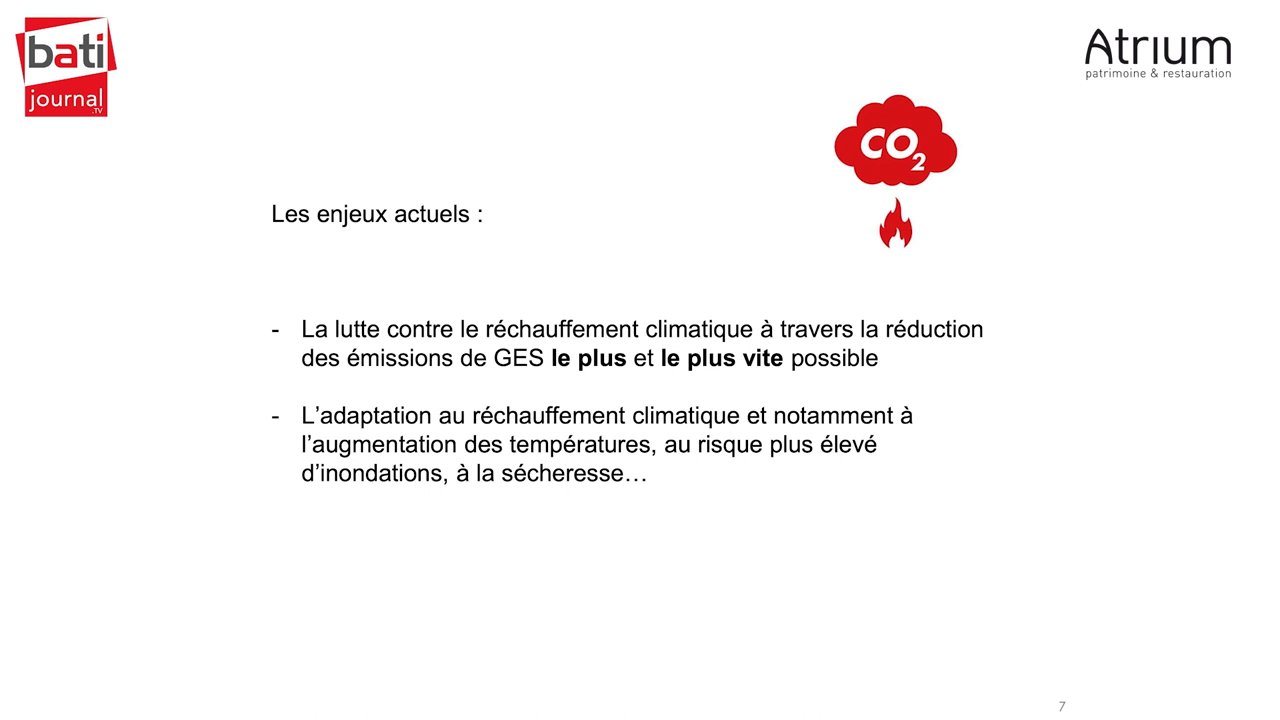 bati
journal
.TV
Atrium
patrimoine & restauration
CO2
Les enjeux actuels :
- La lutte contre le réchauffement climatique à travers la réduction
des émissions de GES le plus et le plus vite possible
- L’adaptation au réchauffement climatique et notamment à
l’augmentation des températures, au risque plus élevé
d’inondations, à la sécheresse…
7